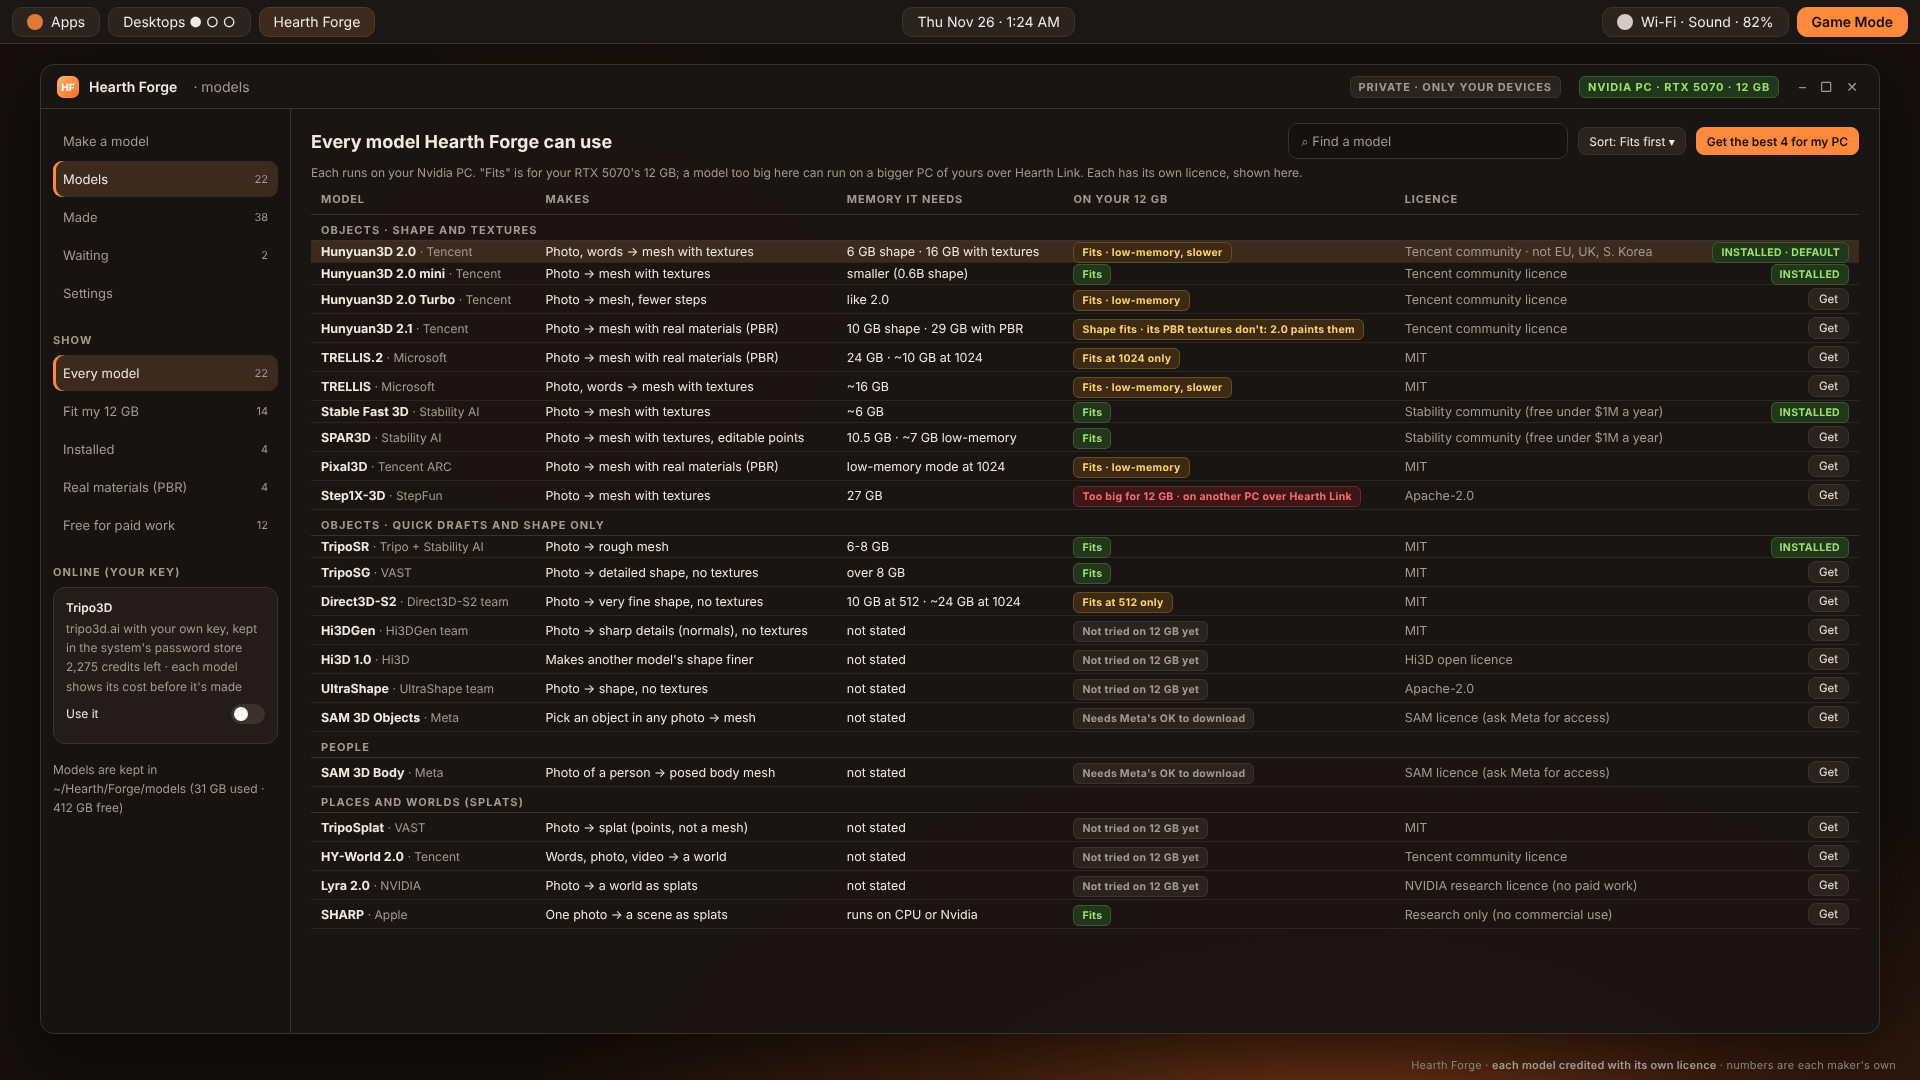 Apps
Desktops
Hearth Forge
Thu Nov 26 · 1:24 AM
Wi-Fi · Sound · 82%
Game Mode
HF Hearth Forge · models
PRIVATE · ONLY YOUR DEVICES
NVIDIA PC · RTX 5070 · 12 GB
Make a model
Models 22
Made 38
Waiting 2
Settings
SHOW
Every model 22
Fit my 12 GB 14
Installed 4
Real materials (PBR) 4
Free for paid work 12
ONLINE (YOUR KEY)
Tripo3D
tripo3d.ai with your own key, kept
in the system's password store
2,275 credits left · each model
shows its cost before it's made
Use it
Models are kept in
~/Hearth/Forge/models (31 GB used ·
412 GB free)
Every model Hearth Forge can use
Find a model
Sort: Fits first ▾
Get the best 4 for my PC
Each runs on your Nvidia PC. "Fits" is for your RTX 5070's 12 GB; a model too big here can run on a bigger PC of yours over Hearth Link. Each has its own licence, shown here.
MODEL MAKES MEMORY IT NEEDS ON YOUR 12 GB LICENCE
OBJECTS · SHAPE AND TEXTURES
Hunyuan3D 2.0 · Tencent Photo, words → mesh with textures 6 GB shape · 16 GB with textures Fits · low-memory, slower Tencent community · not EU, UK, S. Korea INSTALLED · DEFAULT
Hunyuan3D 2.0 mini · Tencent Photo → mesh with textures smaller (0.6B shape) Fits Tencent community licence INSTALLED
Hunyuan3D 2.0 Turbo · Tencent Photo → mesh, fewer steps like 2.0 Fits · low-memory Tencent community licence Get
Hunyuan3D 2.1 · Tencent Photo → mesh with real materials (PBR) 10 GB shape · 29 GB with PBR Shape fits · its PBR textures don't: 2.0 paints them Tencent community licence Get
TRELLIS.2 · Microsoft Photo → mesh with real materials (PBR) 24 GB · ~10 GB at 1024 Fits at 1024 only MIT Get
TRELLIS · Microsoft Photo, words → mesh with textures ~16 GB Fits · low-memory, slower MIT Get
Stable Fast 3D · Stability AI Photo → mesh with textures ~6 GB Fits Stability community (free under $1M a year) INSTALLED
SPAR3D · Stability AI Photo → mesh with textures, editable points 10.5 GB · ~7 GB low-memory Fits Stability community (free under $1M a year) Get
Pixal3D · Tencent ARC Photo → mesh with real materials (PBR) low-memory mode at 1024 Fits · low-memory MIT Get
Step1X-3D · StepFun Photo → mesh with textures 27 GB Too big for 12 GB · on another PC over Hearth Link Apache-2.0 Get
OBJECTS · QUICK DRAFTS AND SHAPE ONLY
TripoSR · Tripo + Stability AI Photo → rough mesh 6-8 GB Fits MIT INSTALLED
TripoSG · VAST Photo → detailed shape, no textures over 8 GB Fits MIT Get
Direct3D-S2 · Direct3D-S2 team Photo → very fine shape, no textures 10 GB at 512 · ~24 GB at 1024 Fits at 512 only MIT Get
Hi3DGen · Hi3DGen team Photo → sharp details (normals), no textures not stated Not tried on 12 GB yet MIT Get
Hi3D 1.0 · Hi3D Makes another model's shape finer not stated Not tried on 12 GB yet Hi3D open licence Get
UltraShape · UltraShape team Photo → shape, no textures not stated Not tried on 12 GB yet Apache-2.0 Get
SAM 3D Objects · Meta Pick an object in any photo → mesh not stated Needs Meta's OK to download SAM licence (ask Meta for access) Get
PEOPLE
SAM 3D Body · Meta Photo of a person → posed body mesh not stated Needs Meta's OK to download SAM licence (ask Meta for access) Get
PLACES AND WORLDS (SPLATS)
TripoSplat · VAST Photo → splat (points, not a mesh) not stated Not tried on 12 GB yet MIT Get
HY-World 2.0 · Tencent Words, photo, video → a world not stated Not tried on 12 GB yet Tencent community licence Get
Lyra 2.0 · NVIDIA Photo → a world as splats not stated Not tried on 12 GB yet NVIDIA research licence (no paid work) Get
SHARP · Apple One photo → a scene as splats runs on CPU or Nvidia Fits Research only (no commercial use) Get
Hearth Forge · each model credited with its own licence · numbers are each maker's own